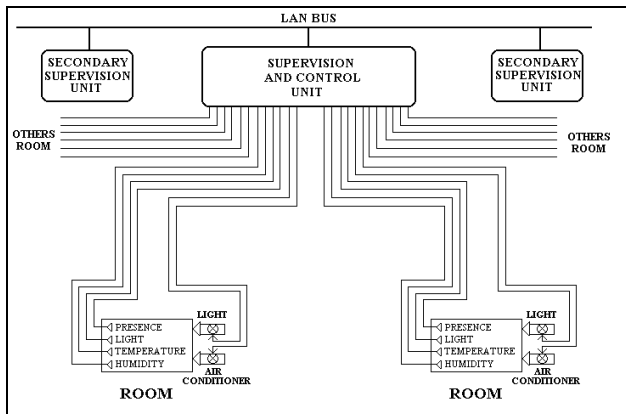 LAN BUS
SECONDARY
SUPERVISION
UNIT
SUPERVISION
AND CONTROL
UNIT
SECONDARY
SUPERVISION
UNIT
OTHERS
ROOM
OTHERS
ROOM
LIGHT
PRESENCE
LIGHT
TEMPERATURE
HUMIDITY
AIR
CONDITIONER
ROOM
LIGHT
PRESENCE
LIGHT
TEMPERATURE
HUMIDITY
AIR
CONDITIONER
ROOM